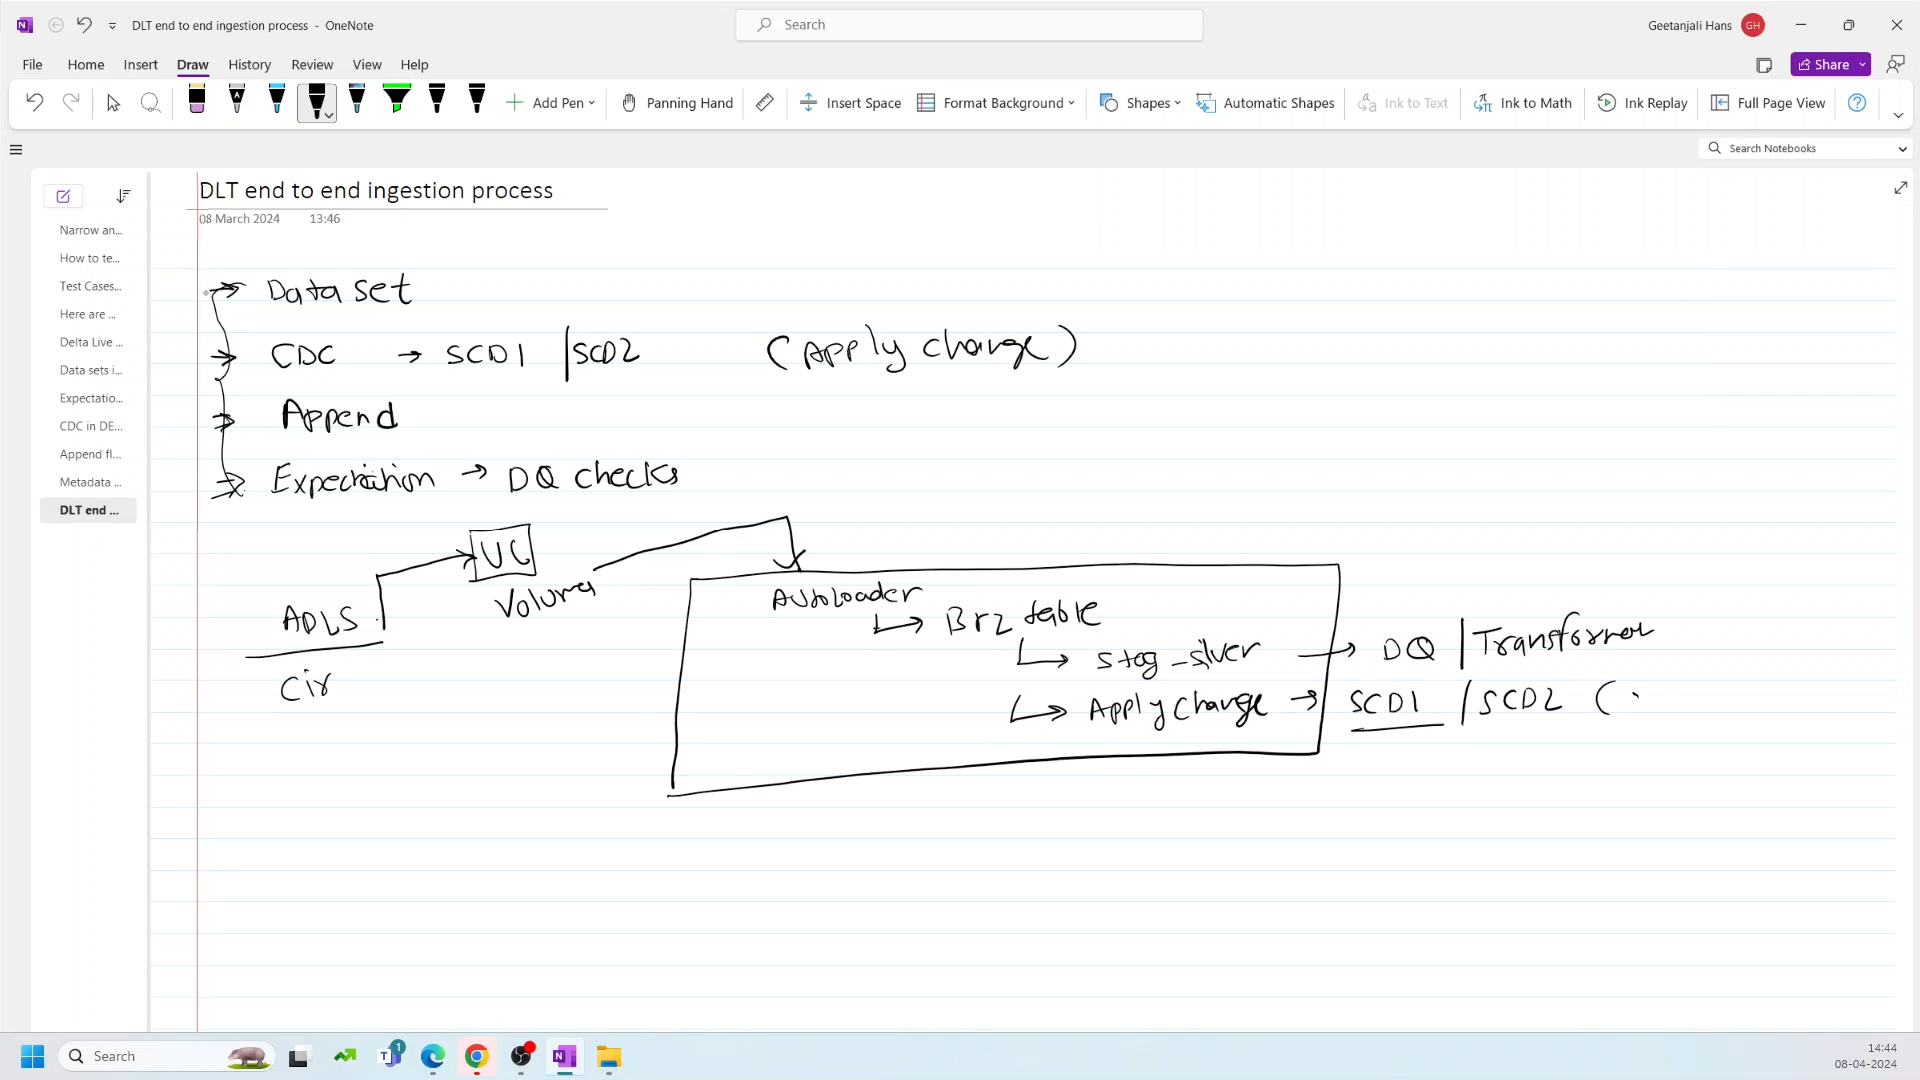 DLT end to end ingestion process - OneNote
Search
Geetanjali Hans
GH
File Home Insert Draw History Review View Help
Share
Add Pen
Panning Hand
Insert Space
Format Background
Shapes
Automatic Shapes
Ink to Text
Ink to Math
Ink Replay
Full Page View
Search Notebooks
Narrow an...
How to te...
Test Cases...
Here are ...
Delta Live ...
Data sets i...
Expectatio...
CDC in DE...
Append fl...
Metadata ...
DLT end ...
DLT end to end ingestion process
08 March 2024 13:46
Data set
CDC → SCD1 | SCD2 (Apply change)
Append
Expectation → DQ checks
UC
Volumes
ADLS
Cir
Autoloader
Brz table
stag_silver → DQ | Transformer
Apply change → SCD1 | SCD2 (
Search
1
14:44
08-04-2024